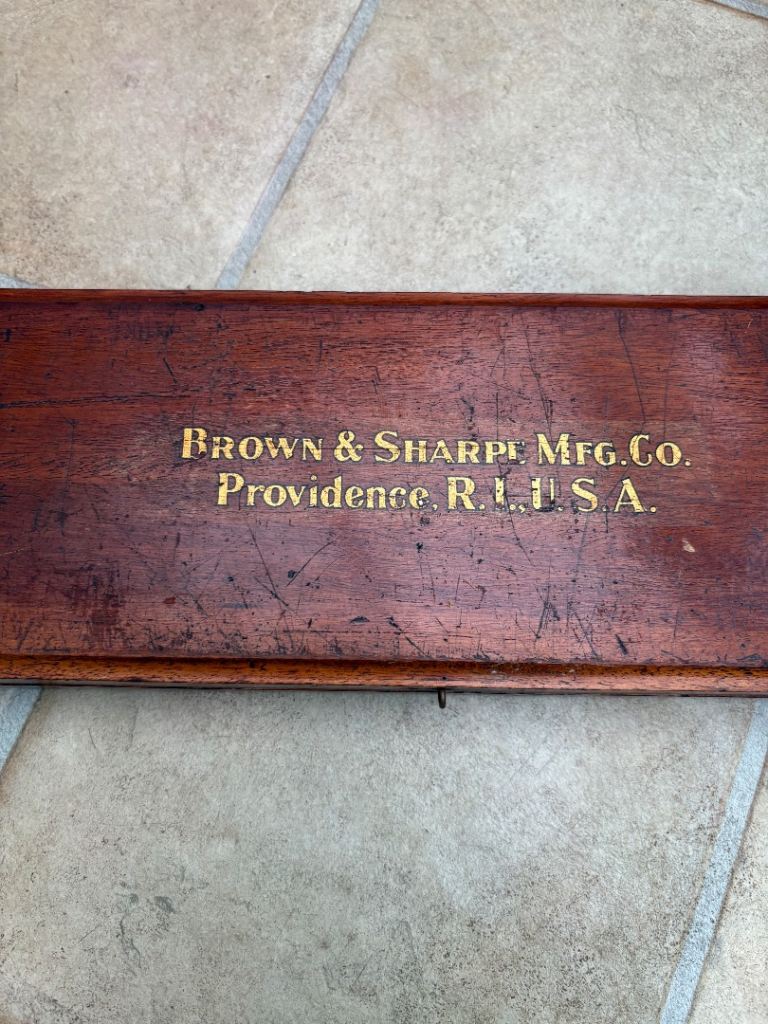 BROWN & SHARPE MFG. CO.
Providence, R. I., U. S. A.